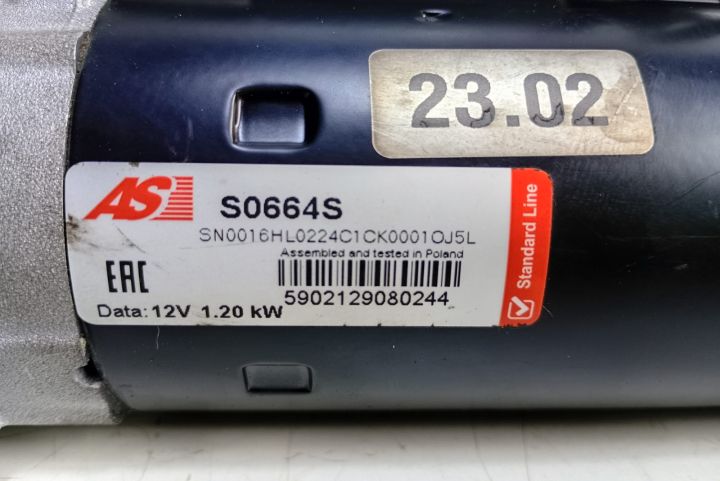 23.02
AS
S0664S
SN0016HL0224C1CK0001OJ5L
Assembled and tested in Poland
EAC
5902129080244
Data: 12V 1.20 kW
Standard Line